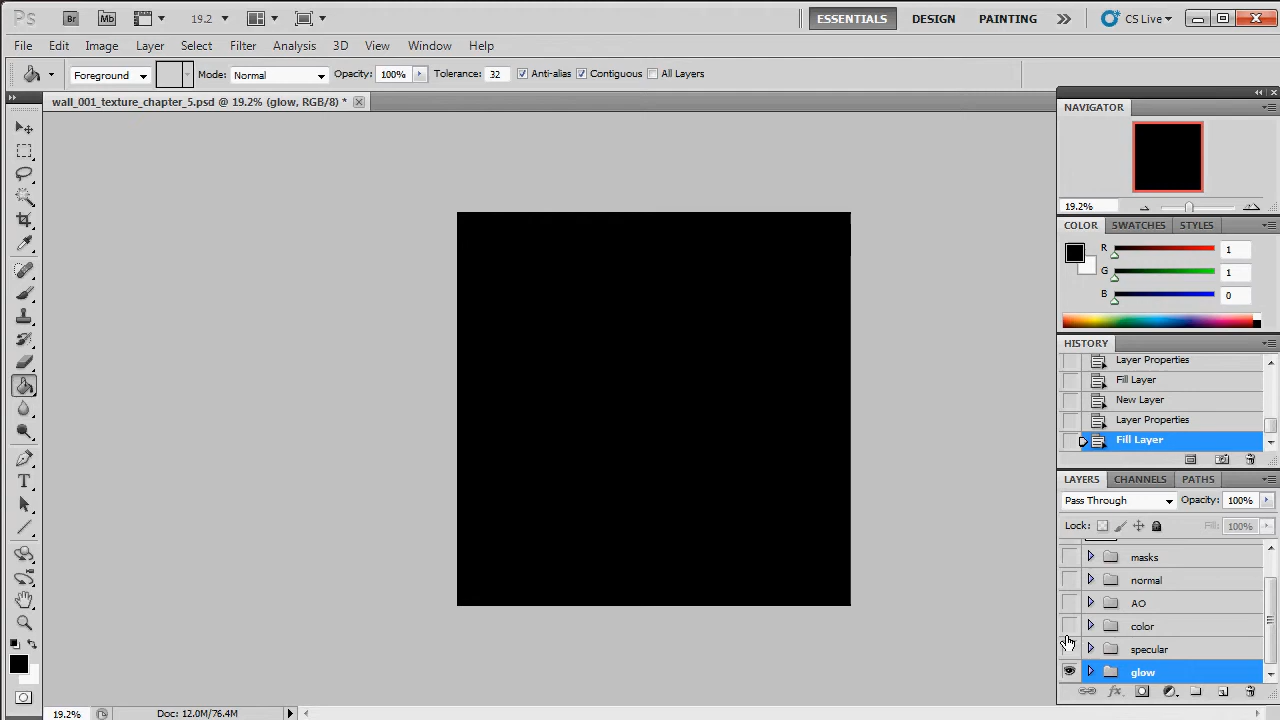 Ps Br Mb 19.2 ESSENTIALS DESIGN PAINTING CS Live
File Edit Image Layer Select Filter Analysis 3D View Window Help
Foreground Mode: Normal Opacity: 100% Tolerance: 32 Anti-alias Contiguous All Layers
wall_001_texture_chapter_5.psd @ 19.2% (glow, RGB/8) *
NAVIGATOR
19.2%
COLOR SWATCHES STYLES
R 1
G 1
B 0
HISTORY
Layer Properties
Fill Layer
New Layer
Layer Properties
Fill Layer
LAYERS CHANNELS PATHS
Pass Through Opacity: 100%
Lock: Fill: 100%
masks
normal
AO
color
specular
glow
19.2% Doc: 12.0M/76.4M